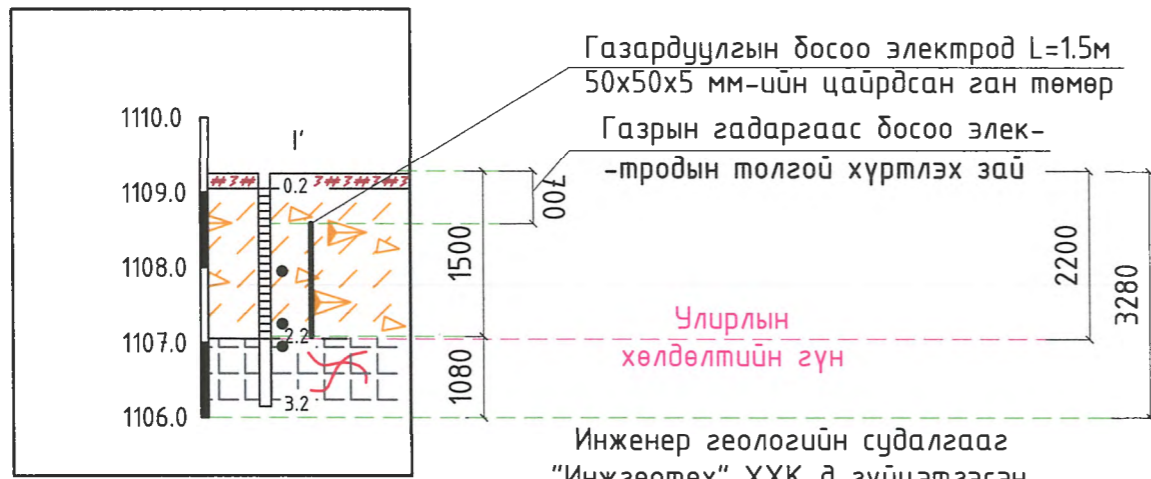 Газардуулгын босоо электрод L=1.5м
50x50x5 мм-ийн цайрдсан ган төмөр
Газрын гадаргаас босоо элек-
-тродын толгой хүртлэх зай
1110.0
1109.0
1108.0
1107.0
1106.0
I'
0.2
2.2
3.2
700
1500
1080
2200
3280
Улирлын
хөлдөлтийн гүн
Инженер геологийн судалгааг